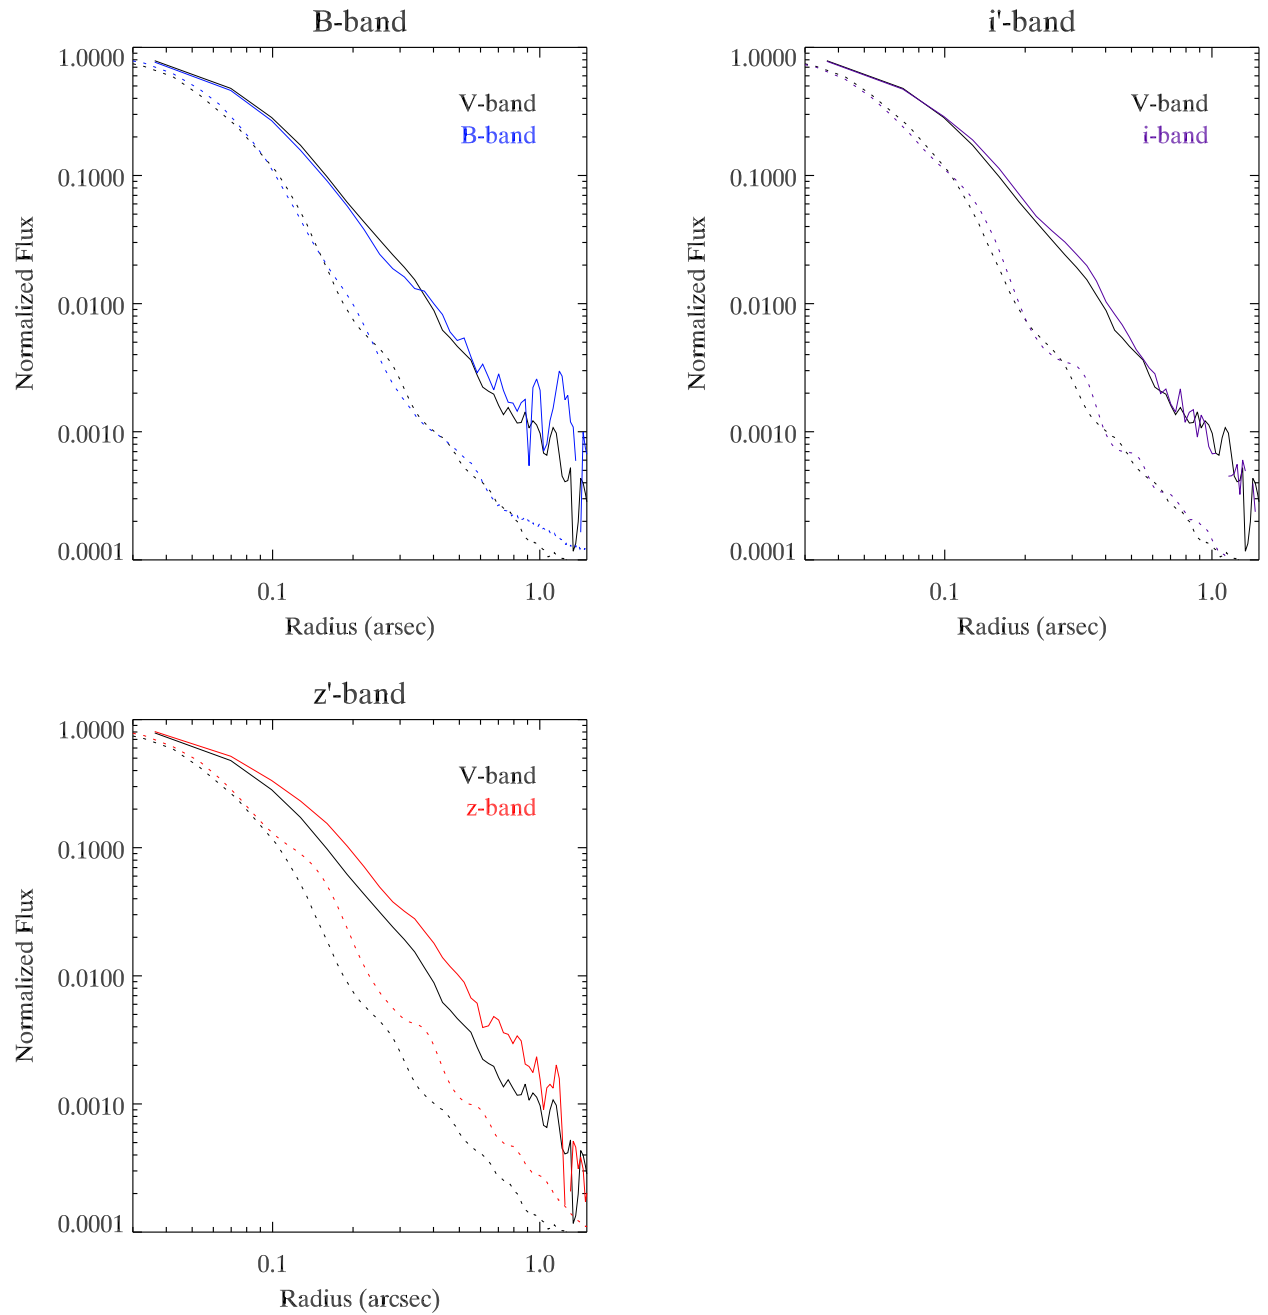 B-band
V-band
B-band
1.0000
0.1000
0.0100
0.0010
0.0001
Normalized Flux
0.1 1.0
Radius (arsec)
i'-band
V-band
i-band
1.0000
0.1000
0.0100
0.0010
0.0001
Normalized Flux
0.1 1.0
Radius (arsec)
z'-band
V-band
z-band
1.0000
0.1000
0.0100
0.0010
0.0001
Normalized Flux
0.1 1.0
Radius (arcsec)